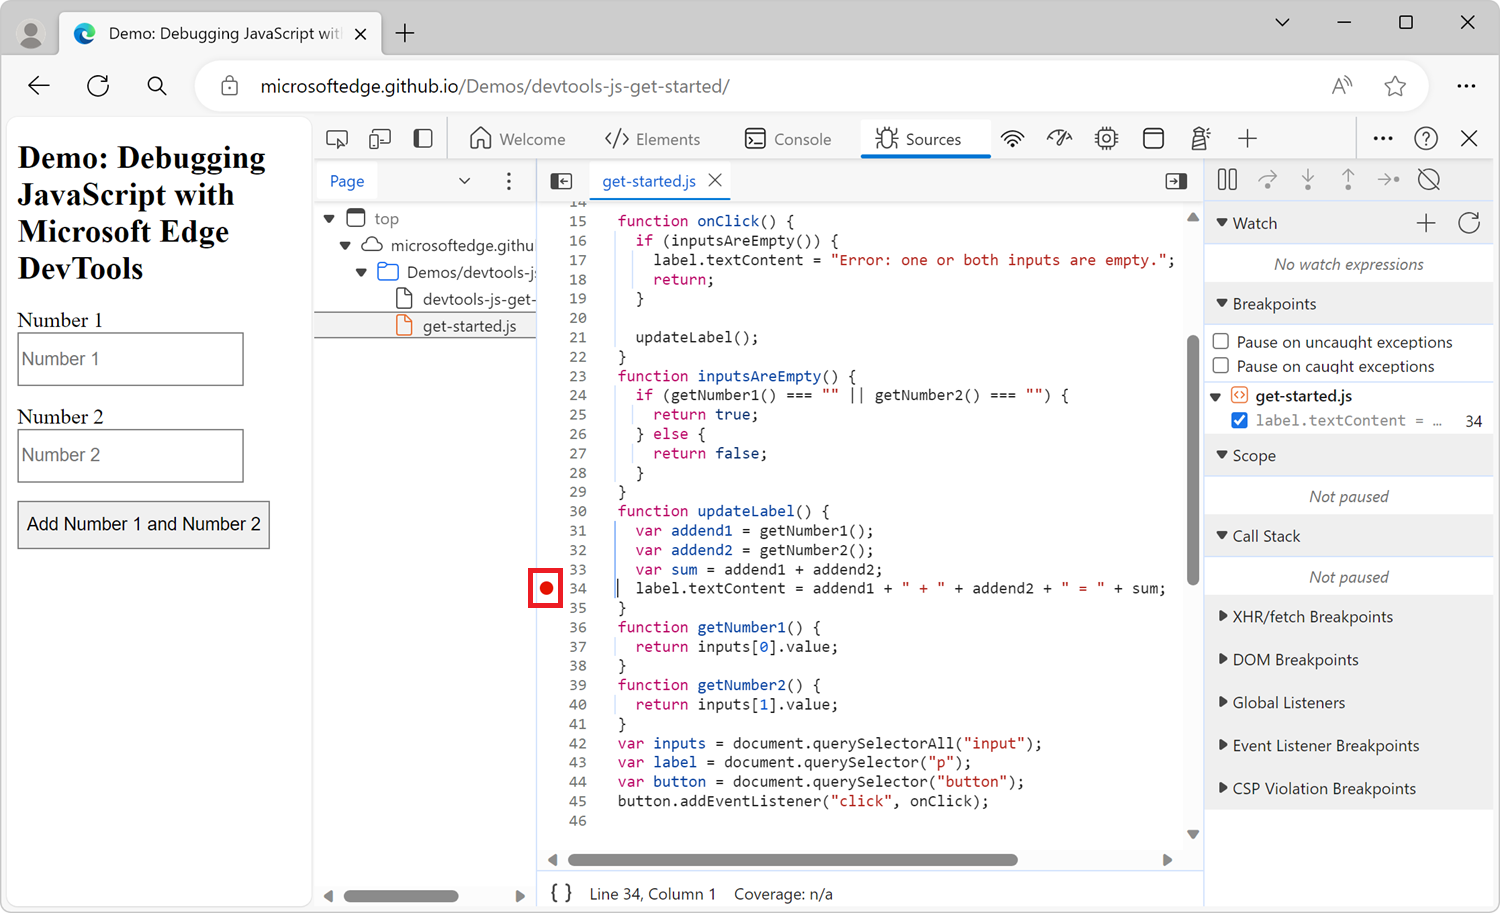 Demo: Debugging JavaScript wit
microsoftedge.github.io/Demos/devtools-js-get-started/
Demo: Debugging
JavaScript with
Microsoft Edge
DevTools
Number 1
Number 1
Number 2
Number 2
Add Number 1 and Number 2
Welcome
</> Elements
Console
Sources
Page
top
microsoftedge.githu
Demos/devtools-j
devtools-js-get-
get-started.js
get-started.js
14
15 function onClick() {
16 if (inputsAreEmpty()) {
17 label.textContent = "Error: one or both inputs are empty.";
18 return;
19 }
20
21 updateLabel();
22 }
23 function inputsAreEmpty() {
24 if (getNumber1() === "" || getNumber2() === "") {
25 return true;
26 } else {
27 return false;
28 }
29 }
30 function updateLabel() {
31 var addend1 = getNumber1();
32 var addend2 = getNumber2();
33 var sum = addend1 + addend2;
34 label.textContent = addend1 + " + " + addend2 + " = " + sum;
35 }
36 function getNumber1() {
37 return inputs[0].value;
38 }
39 function getNumber2() {
40 return inputs[1].value;
41 }
42 var inputs = document.querySelectorAll("input");
43 var label = document.querySelector("p");
44 var button = document.querySelector("button");
45 button.addEventListener("click", onClick);
46
{ } Line 34, Column 1 Coverage: n/a
Watch
No watch expressions
Breakpoints
Pause on uncaught exceptions
Pause on caught exceptions
get-started.js
label.textContent = … 34
Scope
Not paused
Call Stack
Not paused
XHR/fetch Breakpoints
DOM Breakpoints
Global Listeners
Event Listener Breakpoints
CSP Violation Breakpoints